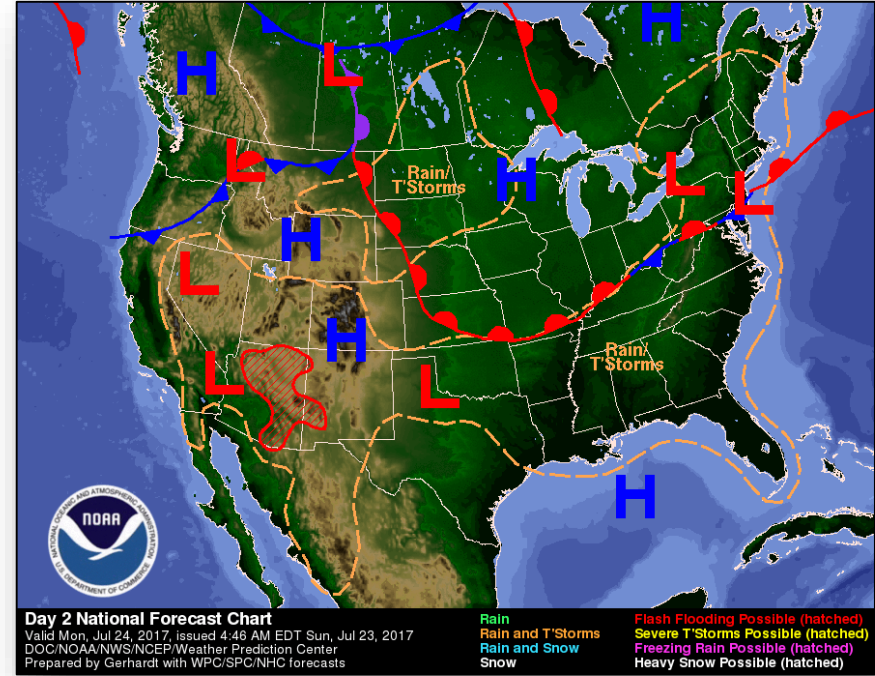 H
H
L
L
Rain/
T'Storms
H
L
L
H
L
H
L
L
Rain/
T'Storms
H
NATIONAL OCEANIC AND ATMOSPHERIC ADMINISTRATION
NOAA
U.S. DEPARTMENT OF COMMERCE
Day 2 National Forecast Chart
Valid Mon, Jul 24, 2017, issued 4:46 AM EDT Sun, Jul 23, 2017
DOC/NOAA/NWS/NCEP/Weather Prediction Center
Prepared by Gerhardt with WPC/SPC/NHC forecasts
Rain
Rain and T'Storms
Rain and Snow
Snow
Flash Flooding Possible (hatched)
Severe T'Storms Possible (hatched)
Freezing Rain Possible (hatched)
Heavy Snow Possible (hatched)